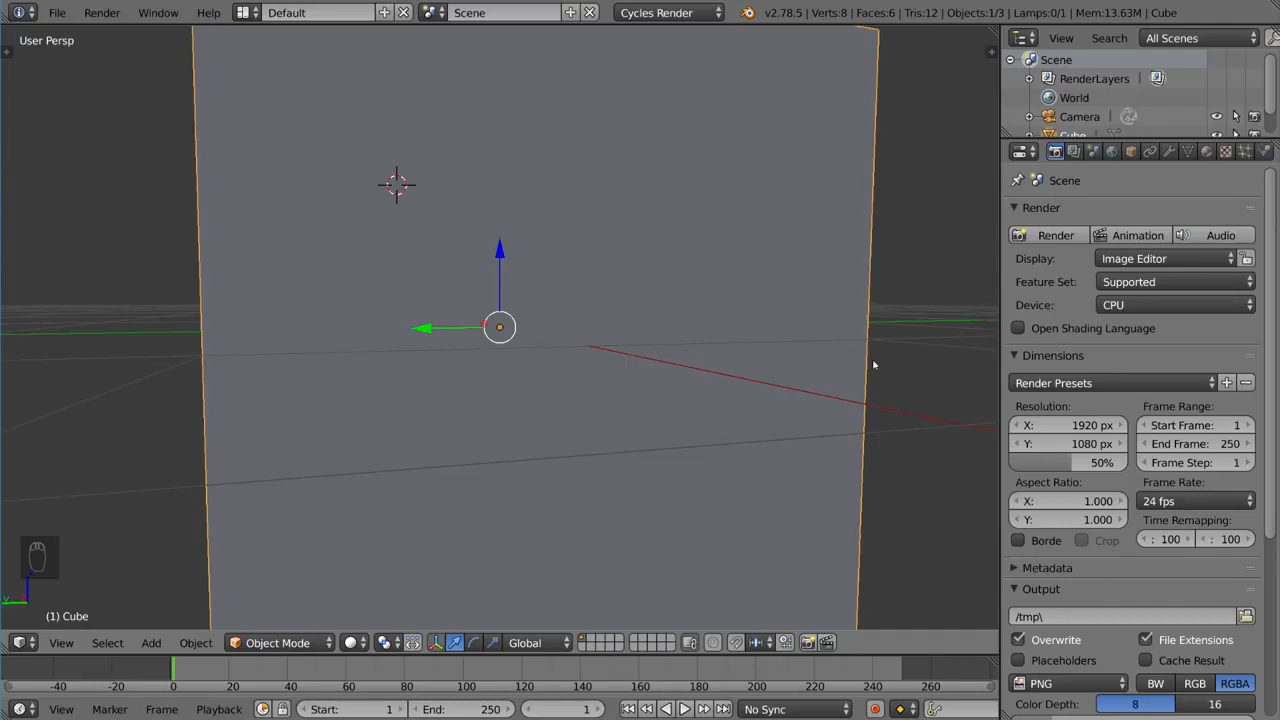 File Render Window Help Default Scene Cycles Render v2.78.5 | Verts:8 | Faces:6 | Tris:12 | Objects:1/3 | Lamps:0/1 | Mem:13.63M | Cube
User Persp
View Search All Scenes
Scene
RenderLayers
World
Camera
Cube
Scene
Render
Render Animation Audio
Display: Image Editor
Feature Set: Supported
Device: CPU
Open Shading Language
Dimensions
Render Presets
Resolution: Frame Range:
X: 1920 px Start Frame: 1
Y: 1080 px End Frame: 250
50% Frame Step: 1
Aspect Ratio: Frame Rate:
X: 1.000 24 fps
Y: 1.000 Time Remapping:
Borde Crop : 100 : 100
Metadata
Output
/tmp\
Overwrite File Extensions
Placeholders Cache Result
PNG BW RGB RGBA
Color Depth: 8 16
(1) Cube
View Select Add Object Object Mode Global
-40 -20 0 20 40 60 80 100 120 140 160 180 200 220 240 260
View Marker Frame Playback Start: 1 End: 250 1 No Sync